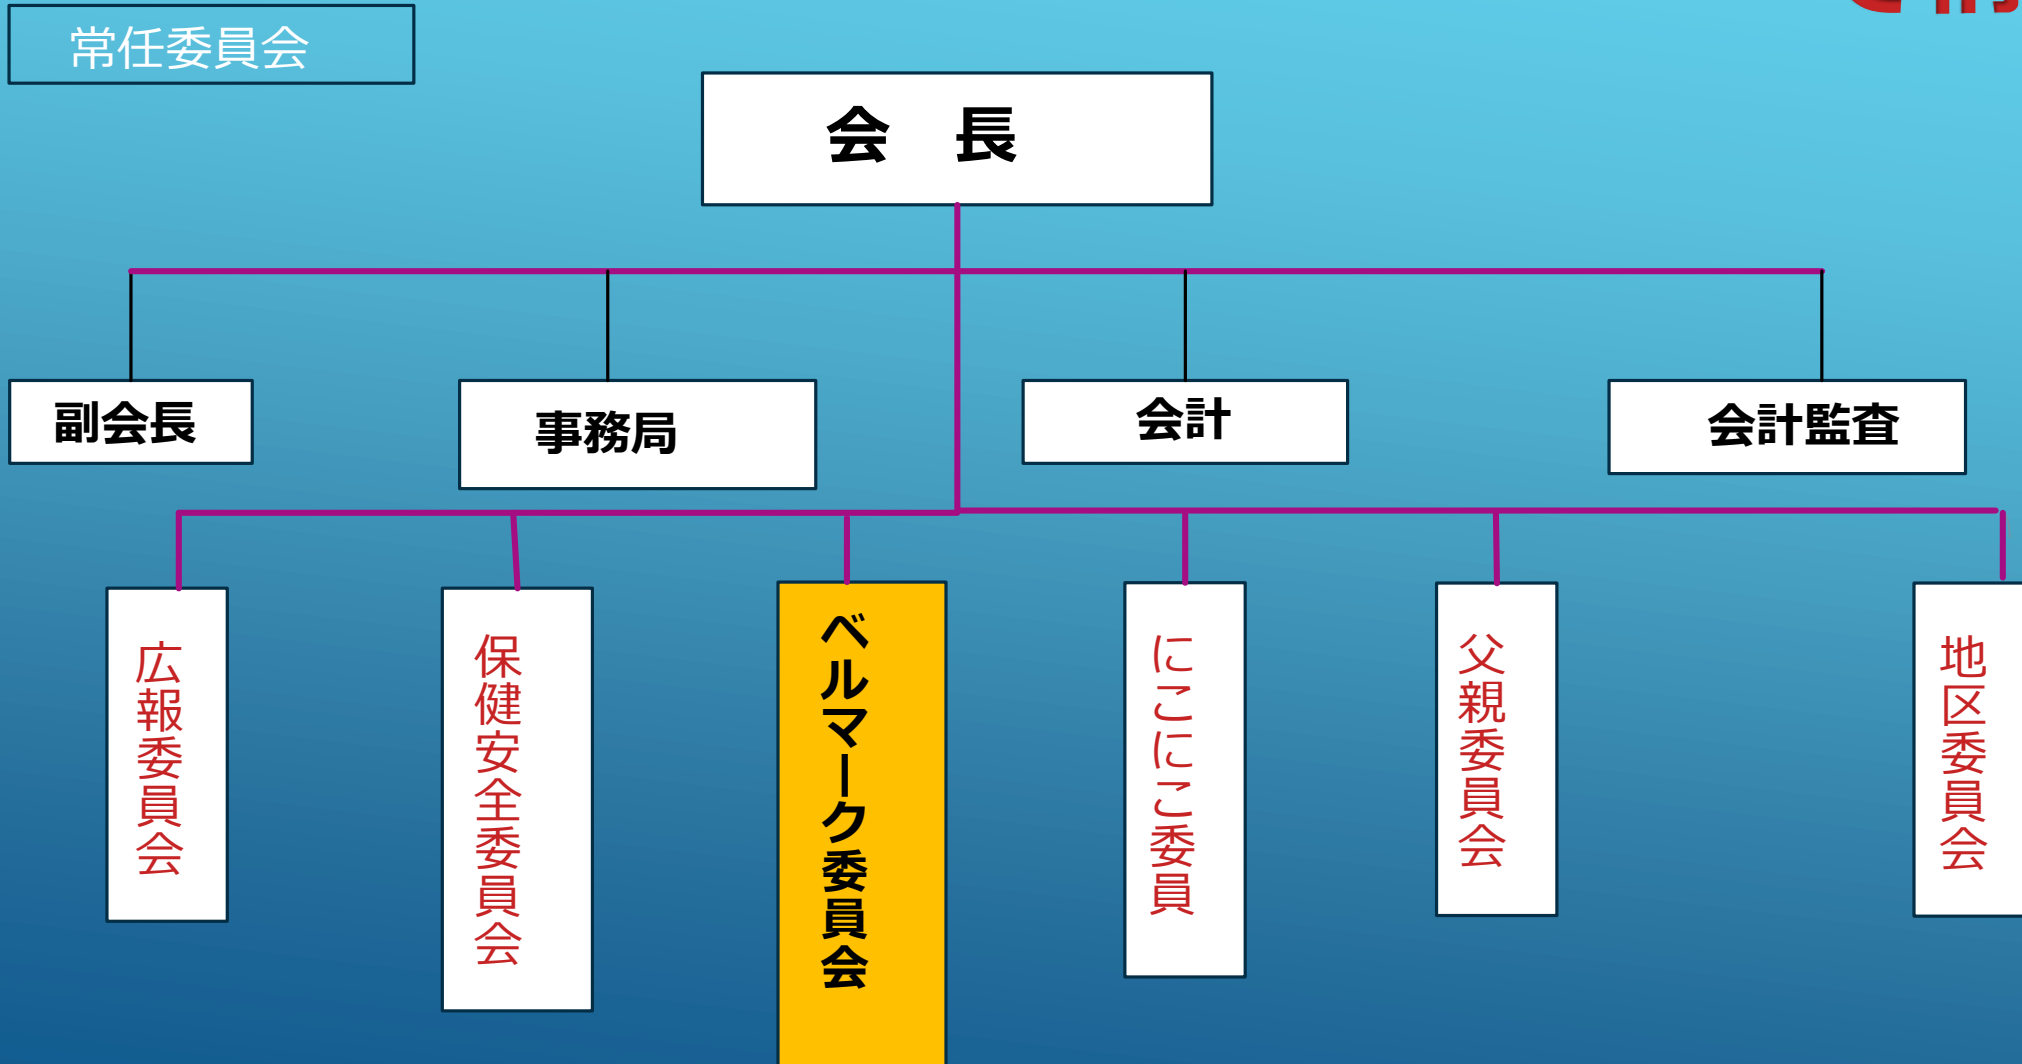 常任委員会
会　長
副会長
事務局
会計
会計監査
広報委員会
保健安全委員会
ベルマーク委員会
にこにこ委員
父親委員会
地区委員会